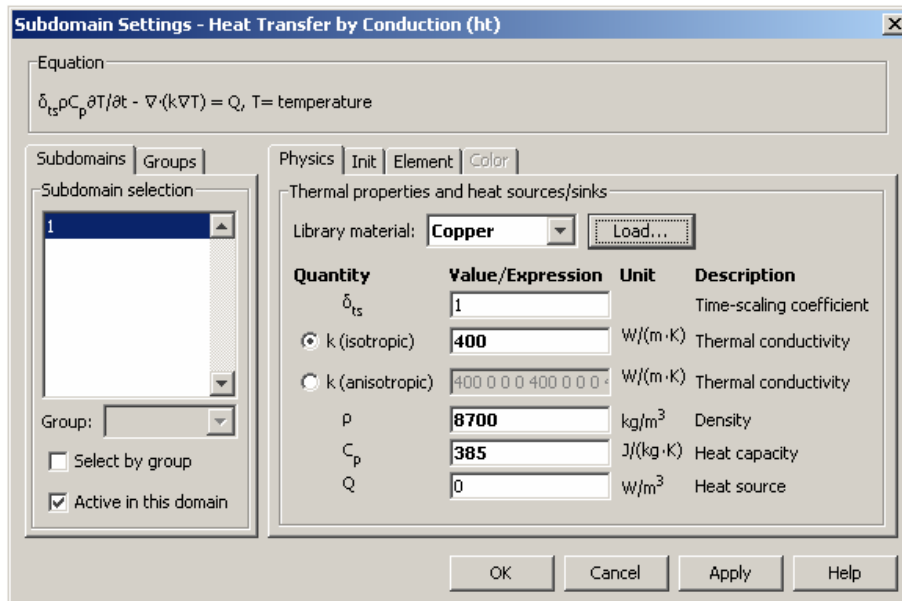 Subdomain Settings - Heat Transfer by Conduction (ht)
Equation
δtsρCp∂T/∂t - ∇·(k∇T) = Q, T= temperature
Subdomains Groups
Subdomain selection
1
Group:
Select by group
Active in this domain
Physics Init Element Color
Thermal properties and heat sources/sinks
Library material: Copper Load...
Quantity Value/Expression Unit Description
δts 1 Time-scaling coefficient
k (isotropic) 400 W/(m·K) Thermal conductivity
k (anisotropic) 400 0 0 0 400 0 0 0 4 W/(m·K) Thermal conductivity
ρ 8700 kg/m³ Density
Cp 385 J/(kg·K) Heat capacity
Q 0 W/m³ Heat source
OK Cancel Apply Help